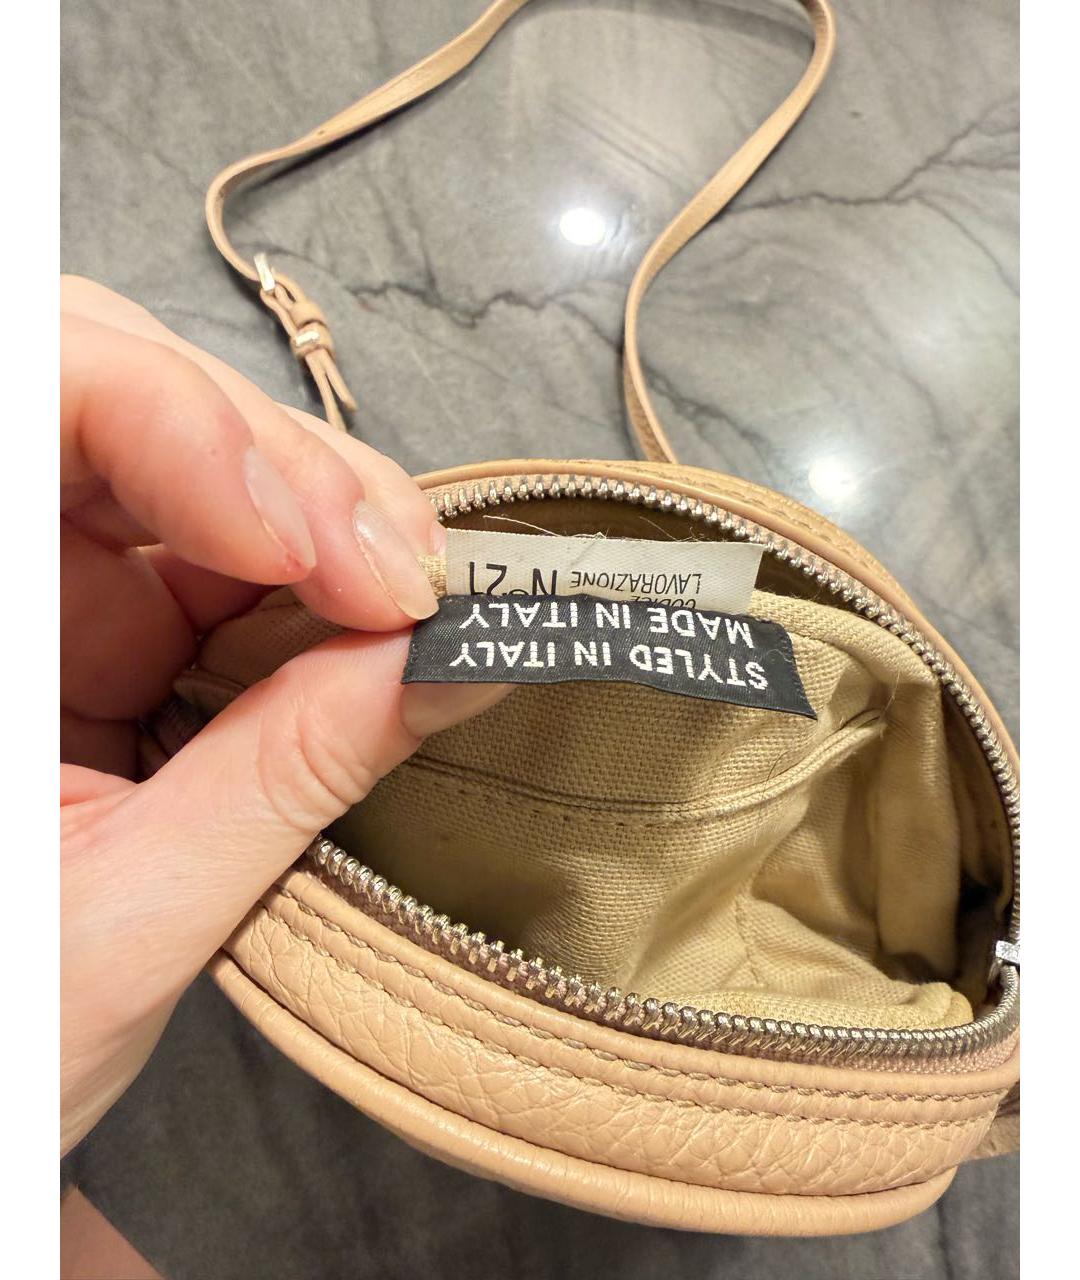 STYLED IN ITALY
MADE IN ITALY
CODICE
LAVORAZIONE
N°21